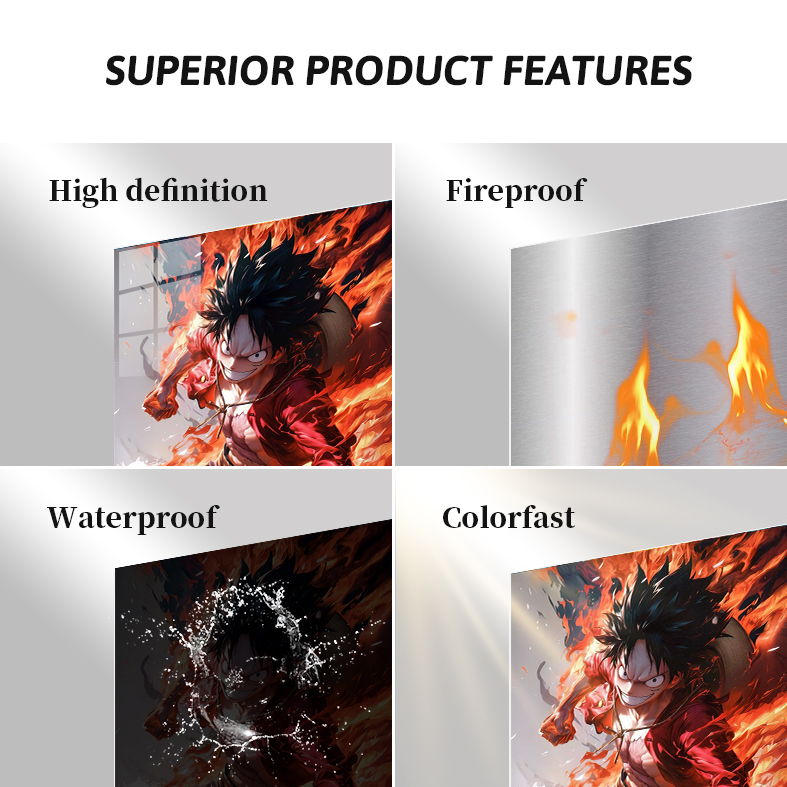 SUPERIOR PRODUCT FEATURES
High definition
Fireproof
Waterproof
Colorfast